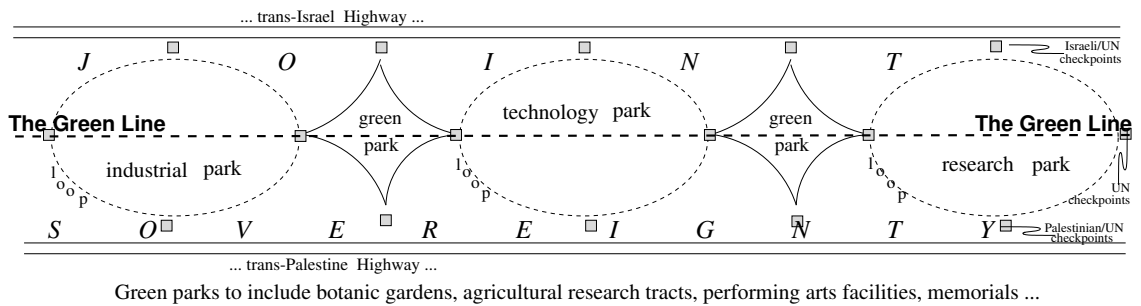 ... trans-Israel Highway ...
J O I N T
Israeli/UN
checkpoints
technology park
green
park
green
park
The Green Line
The Green Line
industrial park
loop
loop
loop
research park
UN
checkpoints
S O V E R E I G N T Y
Palestinian/UN
checkpoints
... trans-Palestine Highway ...
Green parks to include botanic gardens, agricultural research tracts, performing arts facilities, memorials ...